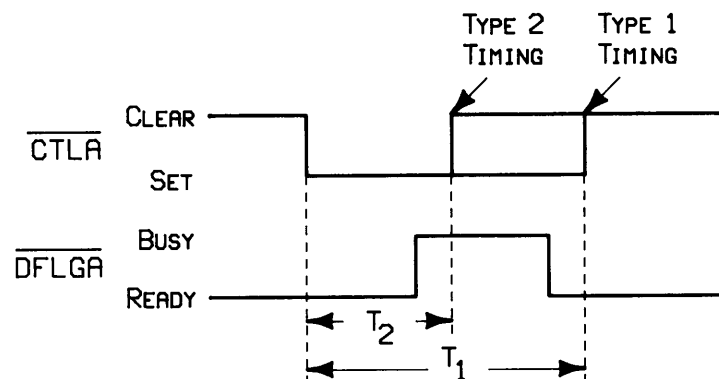 TYPE 2
TIMING
TYPE 1
TIMING
CLEAR
CTLA
SET
BUSY
DFLGA
READY
T2
T1